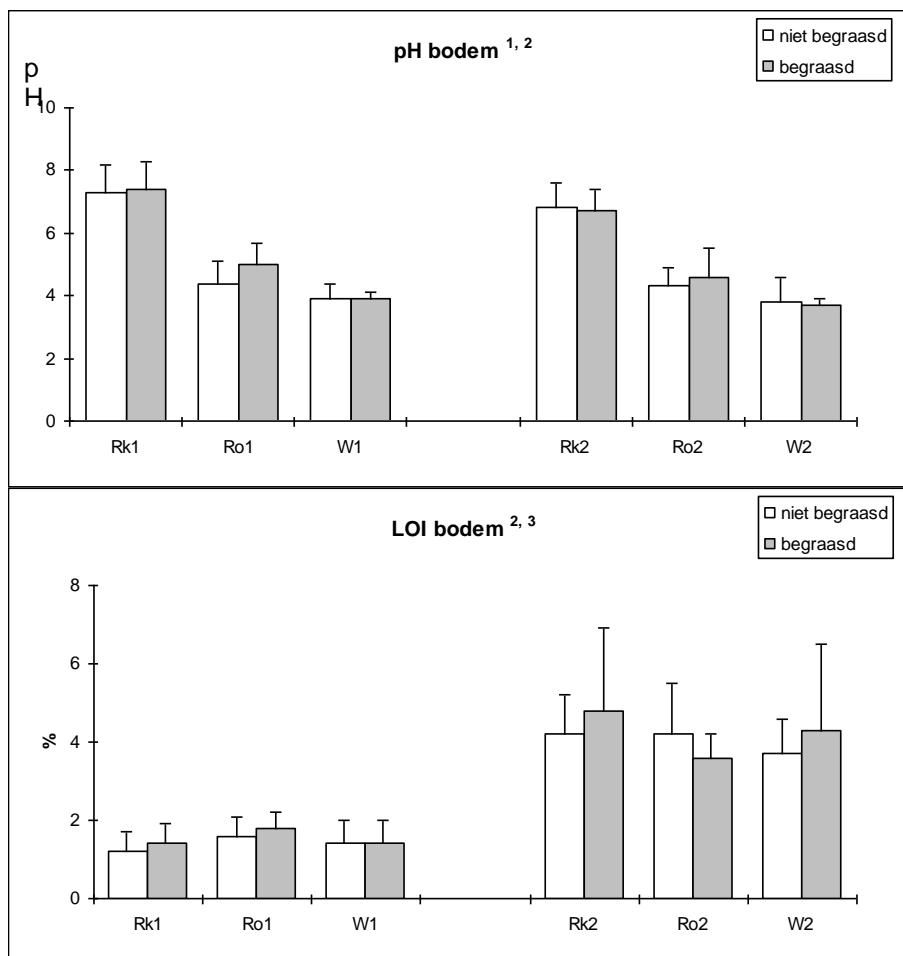 pH bodem 1, 2
niet begraasd
begraasd
p
H
10
8
6
4
2
0
Rk1 Ro1 W1 Rk2 Ro2 W2
LOI bodem 2, 3
niet begraasd
begraasd
%
8
6
4
2
0
Rk1 Ro1 W1 Rk2 Ro2 W2